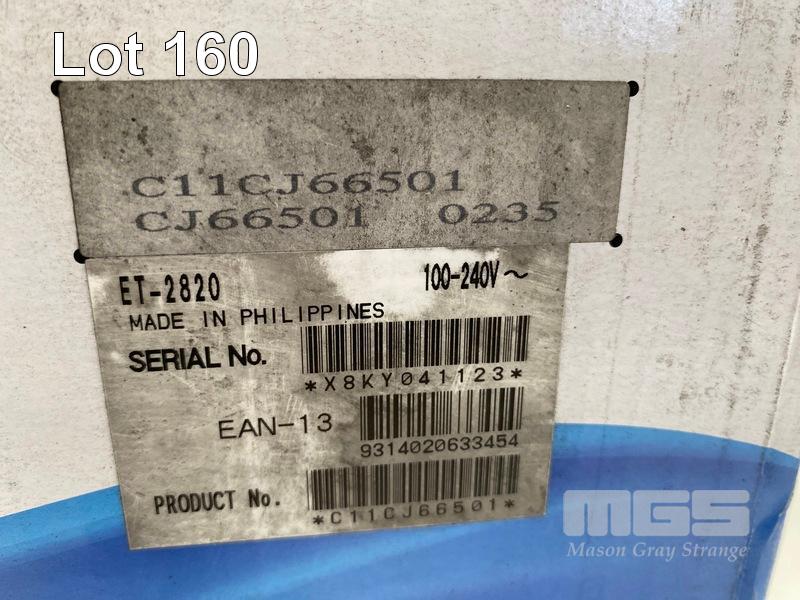 Lot 160
C11CJ66501
CJ66501 0235
ET-2820 100-240V～
MADE IN PHILIPPINES
SERIAL No.
*X8KY041123*
EAN-13
9314020633454
PRODUCT No.
*C11CJ66501*
MGS
Mason Gray Strange